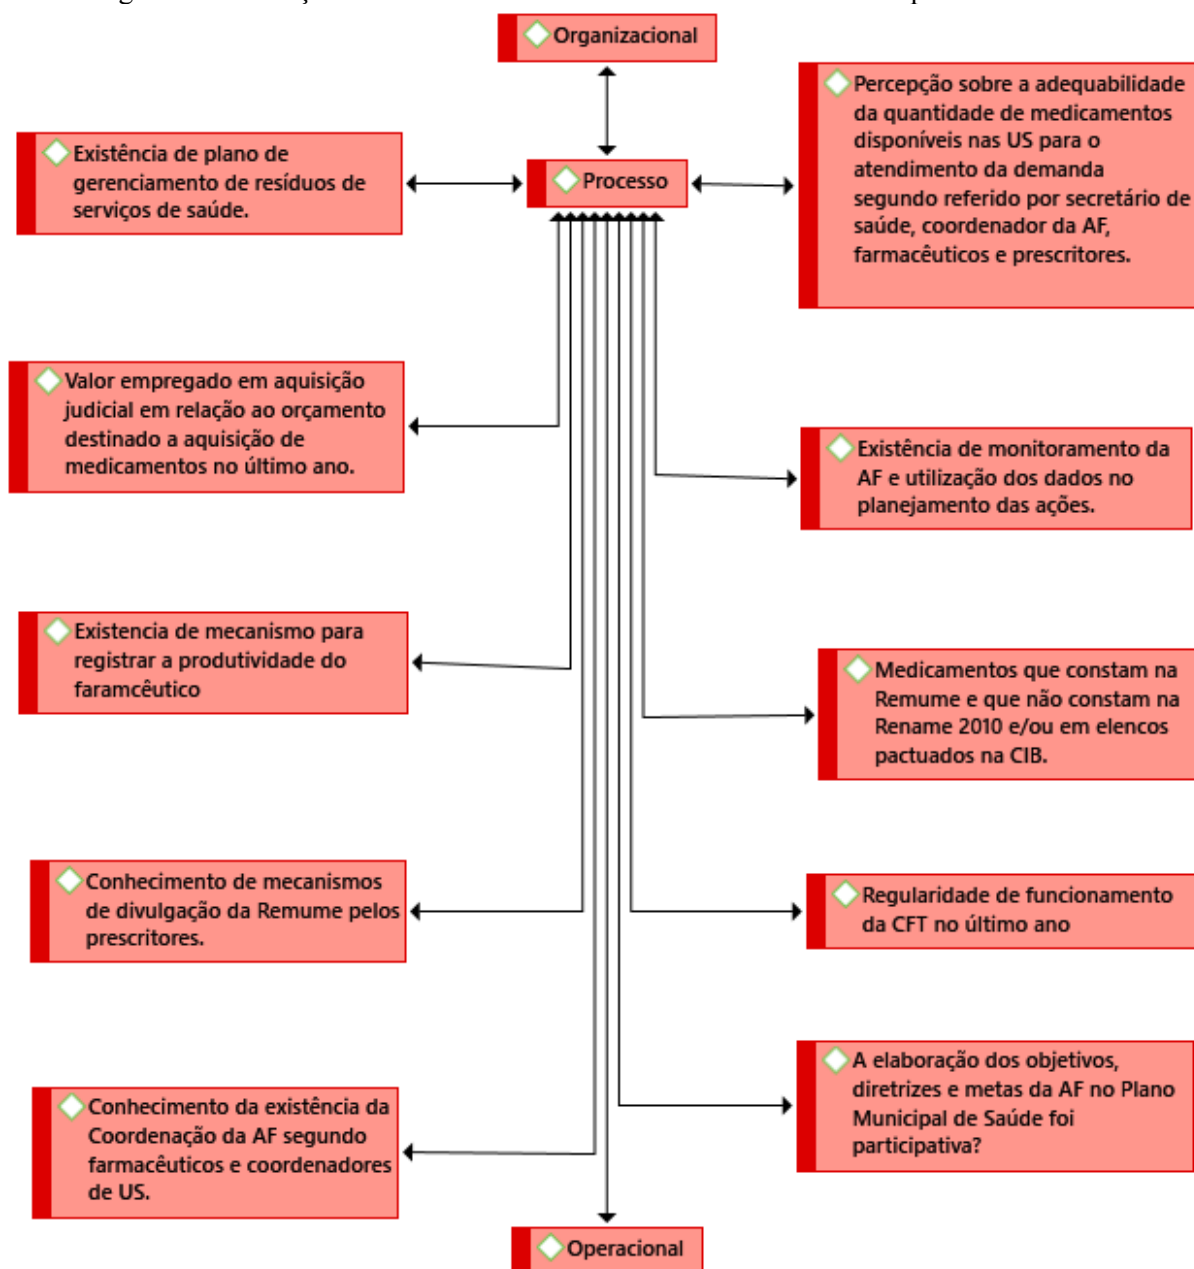 Organizacional
Percepção sobre a adequabilidade
da quantidade de medicamentos
disponíveis nas US para o
atendimento da demanda
segundo referido por secretário de
saúde, coordenador da AF,
farmacêuticos e prescritores.
Existência de plano de
gerenciamento de resíduos de
serviços de saúde.
Processo
Valor empregado em aquisição
judicial em relação ao orçamento
destinado a aquisição de
medicamentos no último ano.
Existência de monitoramento da
AF e utilização dos dados no
planejamento das ações.
Existencia de mecanismo para
registrar a produtividade do
faramcêutico
Medicamentos que constam na
Remume e que não constam na
Rename 2010 e/ou em elencos
pactuados na CIB.
Conhecimento de mecanismos
de divulgação da Remume pelos
prescritores.
Regularidade de funcionamento
da CFT no último ano
A elaboração dos objetivos,
diretrizes e metas da AF no Plano
Municipal de Saúde foi
participativa?
Conhecimento da existência da
Coordenação da AF segundo
farmacêuticos e coordenadores
de US.
Operacional